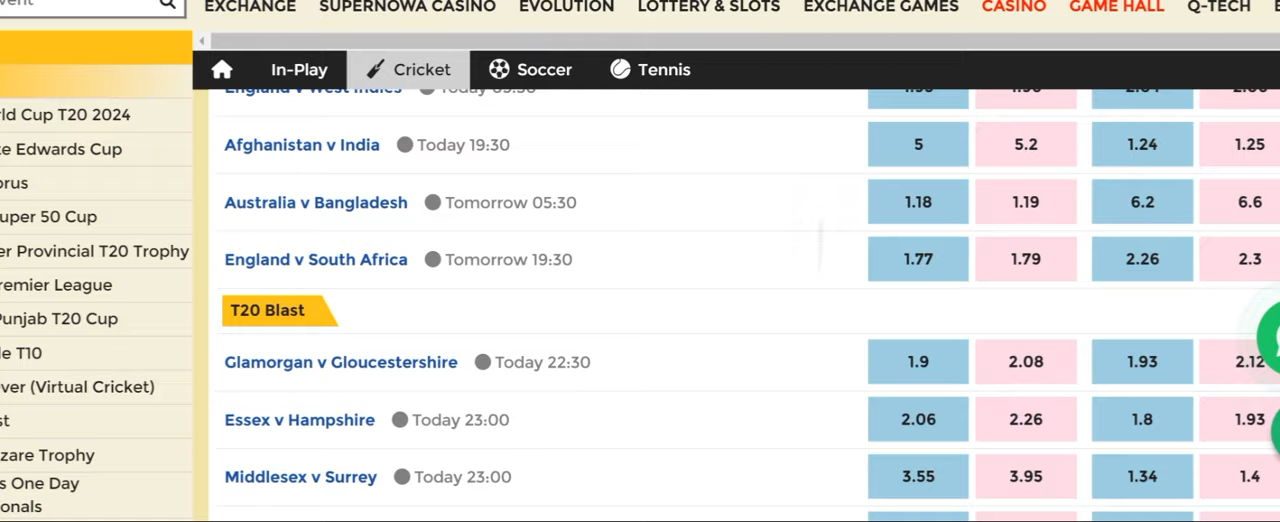 EXCHANGE SUPERNOWA CASINO EVOLUTION LOTTERY & SLOTS EXCHANGE GAMES CASINO GAME HALL Q-TECH
In-Play Cricket Soccer Tennis
England v West Indies
Afghanistan v India Today 19:30 5 5.2 1.24 1.25
Australia v Bangladesh Tomorrow 05:30 1.18 1.19 6.2 6.6
England v South Africa Tomorrow 19:30 1.77 1.79 2.26 2.3
T20 Blast
Glamorgan v Gloucestershire Today 22:30 1.9 2.08 1.93 2.12
Essex v Hampshire Today 23:00 2.06 2.26 1.8 1.93
Middlesex v Surrey Today 23:00 3.55 3.95 1.34 1.4
ld Cup T20 2024
e Edwards Cup
orus
uper 50 Cup
er Provincial T20 Trophy
remier League
Punjab T20 Cup
le T10
ver (Virtual Cricket)
st
zare Trophy
s One Day
onals